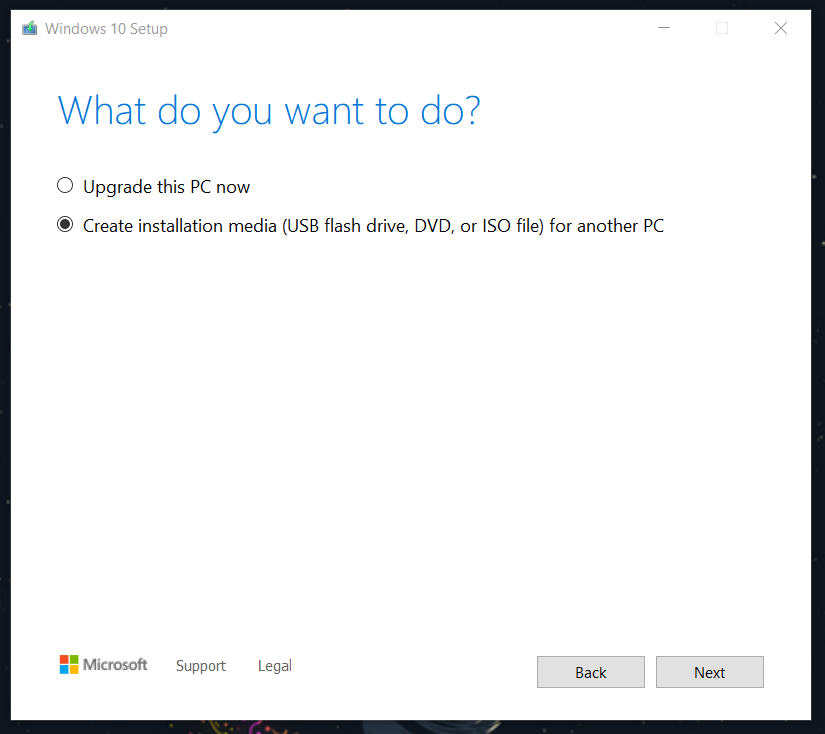 Windows 10 Setup
What do you want to do?
Upgrade this PC now
Create installation media (USB flash drive, DVD, or ISO file) for another PC
Microsoft Support Legal Back Next